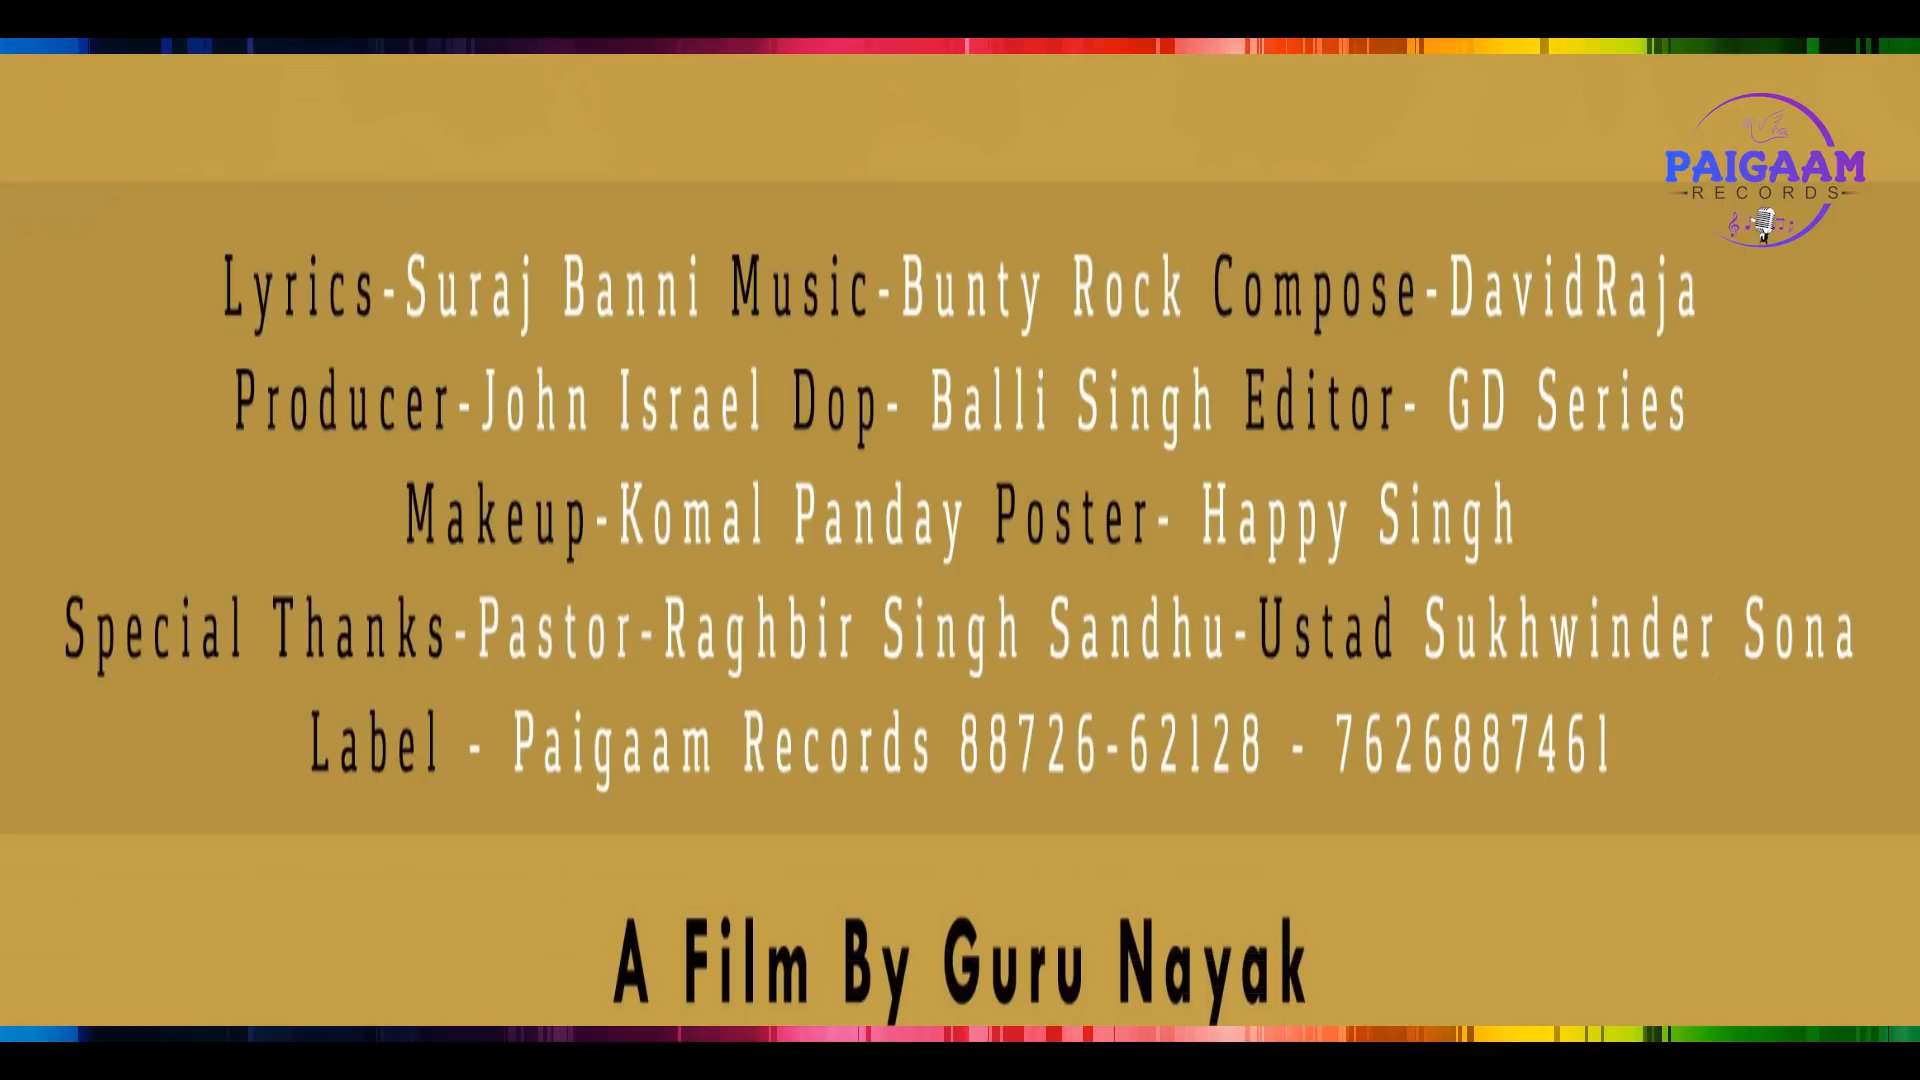 PAIGAAM
RECORDS
Lyrics-Suraj Banni Music-Bunty Rock Compose-DavidRaja
Producer-John Israel Dop- Balli Singh Editor- GD Series
Makeup-Komal Panday Poster- Happy Singh
Special Thanks-Pastor-Raghbir Singh Sandhu-Ustad Sukhwinder Sona
Label - Paigaam Records 88726-62128 - 7626887461
A Film By Guru Nayak